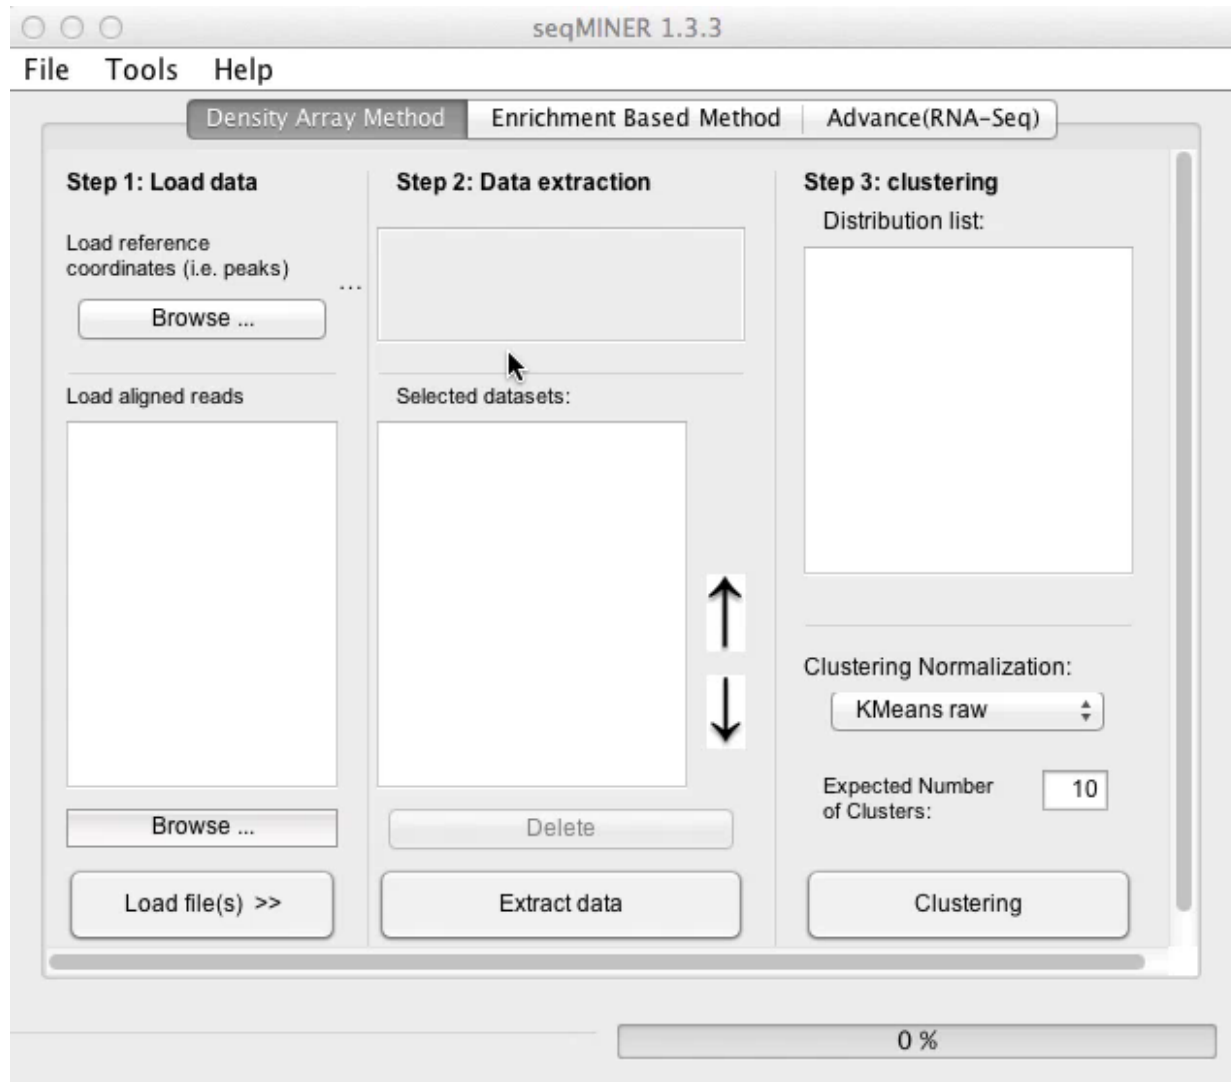 seqMINER 1.3.3
File Tools Help
Density Array Method Enrichment Based Method Advance(RNA-Seq)
Step 1: Load data
Load reference
coordinates (i.e. peaks)
...
Browse ...
Load aligned reads
Browse ...
Load file(s) >>
Step 2: Data extraction
Selected datasets:
Delete
Extract data
Step 3: clustering
Distribution list:
Clustering Normalization:
KMeans raw
Expected Number
of Clusters:
10
Clustering
0 %